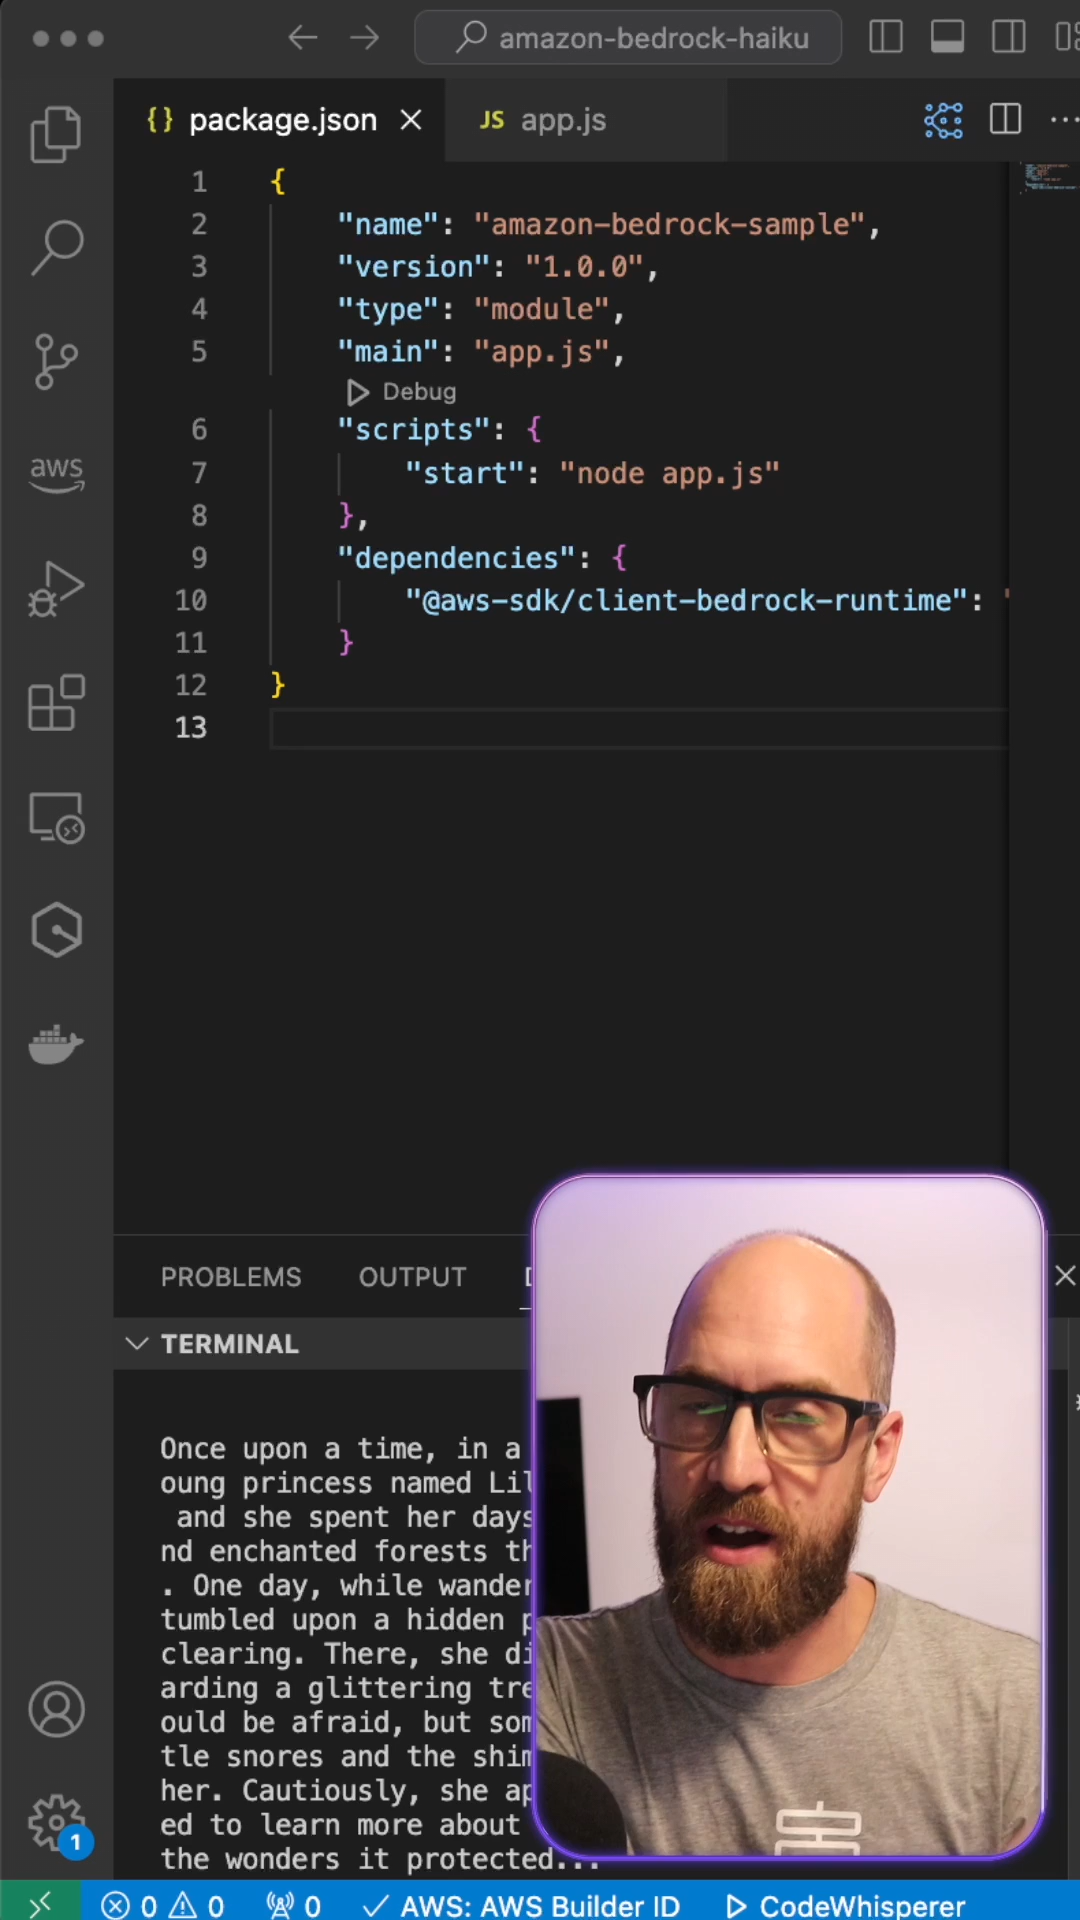 amazon-bedrock-haiku
{} package.json
JS app.js
1 {
2 "name": "amazon-bedrock-sample",
3 "version": "1.0.0",
4 "type": "module",
5 "main": "app.js",
Debug
6 "scripts": {
7 "start": "node app.js"
8 },
9 "dependencies": {
10 "@aws-sdk/client-bedrock-runtime": "
11 }
12 }
13
aws
PROBLEMS OUTPUT
TERMINAL
Once upon a time, in a
oung princess named Lil
and she spent her days
nd enchanted forests th
. One day, while wander
tumbled upon a hidden p
clearing. There, she di
arding a glittering tre
ould be afraid, but som
tle snores and the shim
her. Cautiously, she ap
ed to learn more about
the wonders it protected...
1
0 0 0 AWS: AWS Builder ID CodeWhisperer